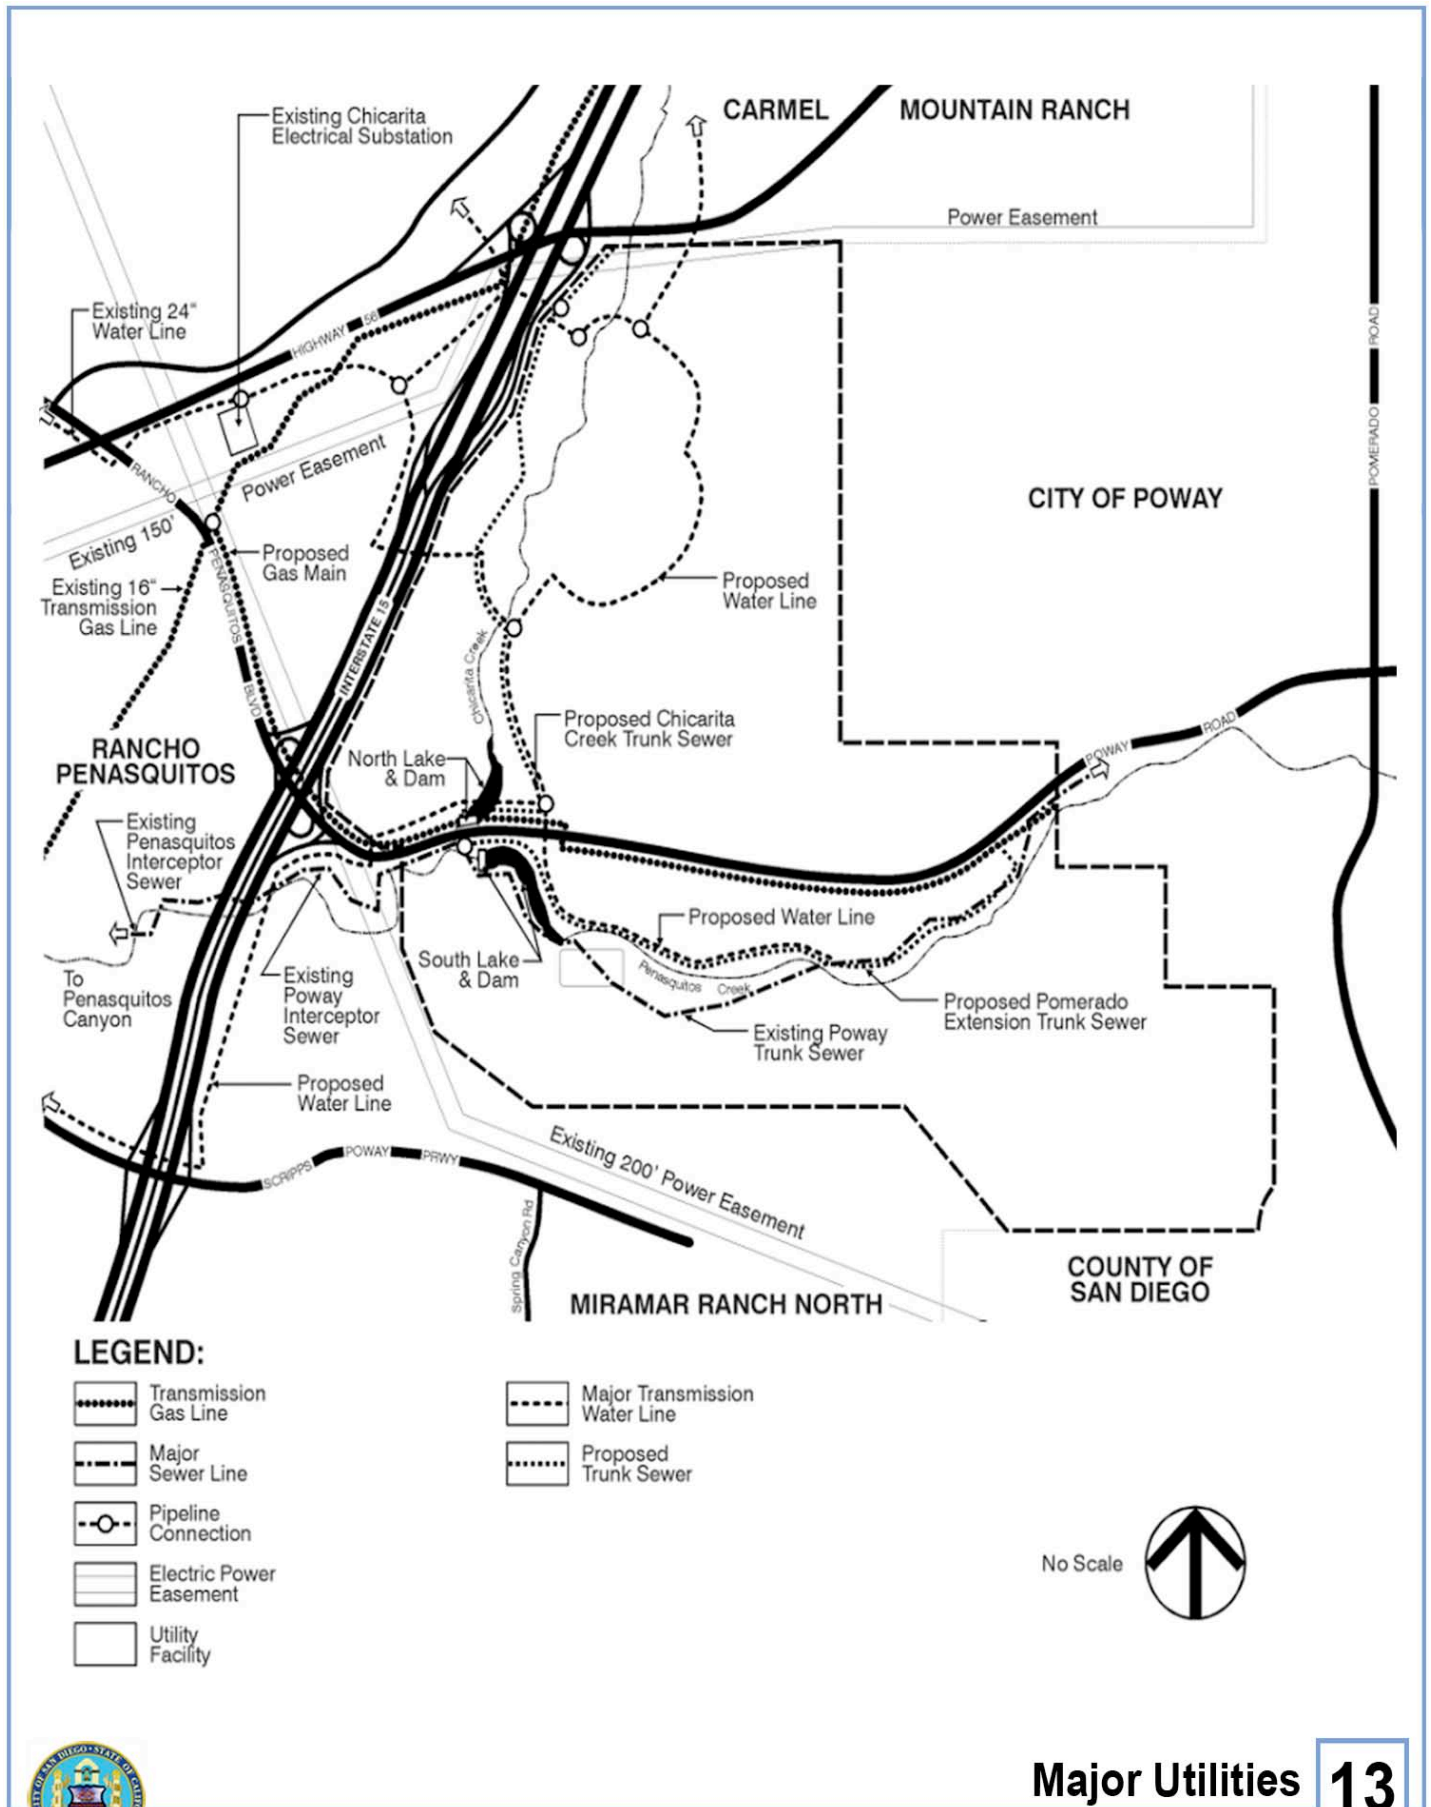 CARMEL MOUNTAIN RANCH
Existing Chicarita
Electrical Substation
Power Easement
Existing 24"
Water Line
HIGHWAY 56
POMERADO ROAD
RANCHO
PENASQUITOS
BLVD
Power Easement
Existing 150'
CITY OF POWAY
Proposed
Gas Main
Existing 16"
Transmission
Gas Line
Proposed
Water Line
INTERSTATE 15
Chicarita Creek
Proposed Chicarita
Creek Trunk Sewer
POWAY ROAD
RANCHO
PENASQUITOS
North Lake
& Dam
Existing
Penasquitos
Interceptor
Sewer
Proposed Water Line
South Lake
& Dam
Penasquitos Creek
To
Penasquitos
Canyon
Existing
Poway
Interceptor
Sewer
Proposed Pomerado
Extension Trunk Sewer
Existing Poway
Trunk Sewer
Proposed
Water Line
SCRIPPS POWAY PRWY
Existing 200' Power Easement
Spring Canyon Rd
COUNTY OF
SAN DIEGO
MIRAMAR RANCH NORTH
LEGEND:
Transmission
Gas Line
Major
Sewer Line
Pipeline
Connection
Electric Power
Easement
Utility
Facility
Major Transmission
Water Line
Proposed
Trunk Sewer
No Scale
Major Utilities 13